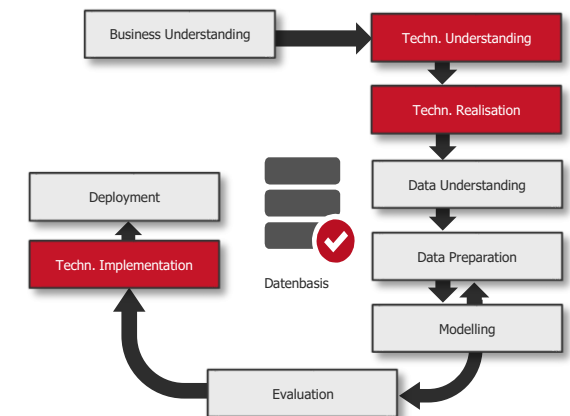 Business Understanding
Techn. Understanding
Techn. Realisation
Data Understanding
Deployment
Data Preparation
Techn. Implementation
Datenbasis
Modelling
Evaluation